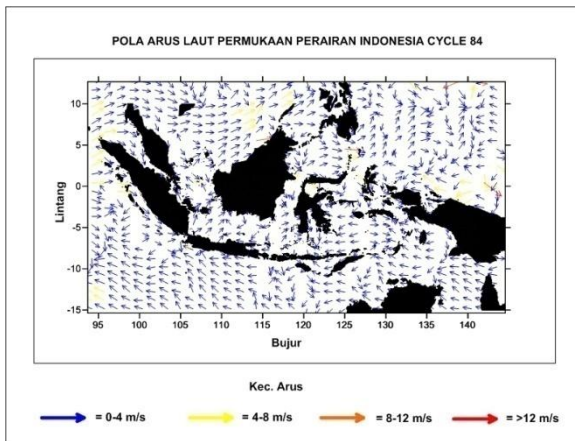 POLA ARUS LAUT PERMUKAAN PERAIRAN INDONESIA CYCLE 84
10
5
0
-5
-10
-15
Lintang
95 100 105 110 115 120 125 130 135 140
Bujur
Kec. Arus
= 0-4 m/s = 4-8 m/s = 8-12 m/s = >12 m/s